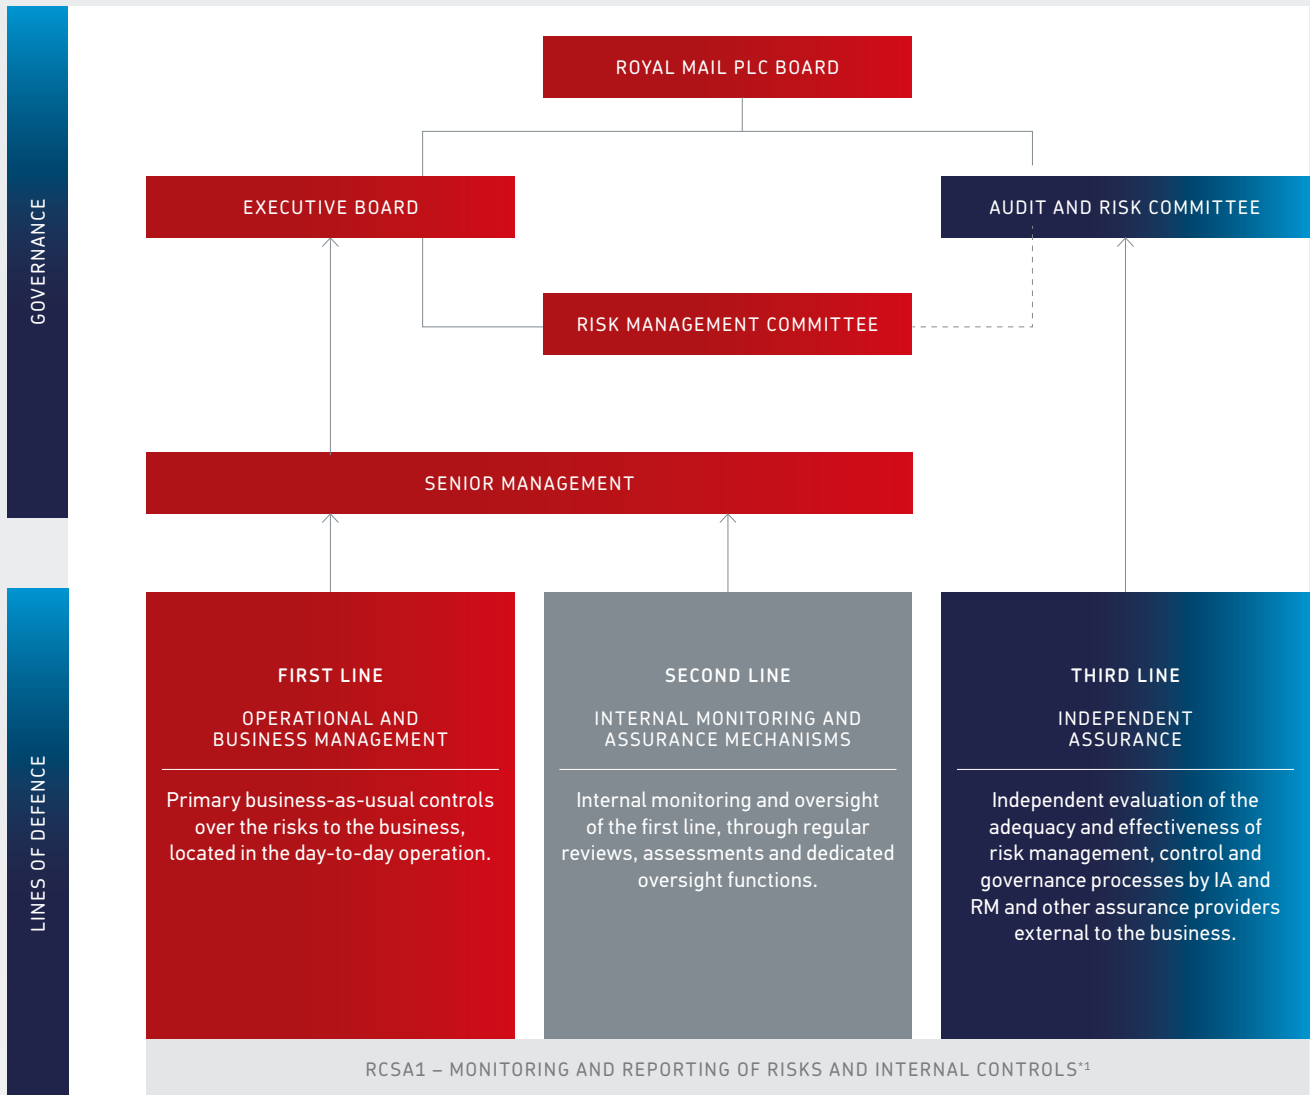 GOVERNANCE
ROYAL MAIL PLC BOARD
EXECUTIVE BOARD
AUDIT AND RISK COMMITTEE
RISK MANAGEMENT COMMITTEE
SENIOR MANAGEMENT
LINES OF DEFENCE
FIRST LINE
OPERATIONAL AND
BUSINESS MANAGEMENT
Primary business-as-usual controls
over the risks to the business,
located in the day-to-day operation.
SECOND LINE
INTERNAL MONITORING AND
ASSURANCE MECHANISMS
Internal monitoring and oversight
of the first line, through regular
reviews, assessments and dedicated
oversight functions.
THIRD LINE
INDEPENDENT
ASSURANCE
Independent evaluation of the
adequacy and effectiveness of
risk management, control and
governance processes by IA and
RM and other assurance providers
external to the business.
RCSA1 – MONITORING AND REPORTING OF RISKS AND INTERNAL CONTROLS*1